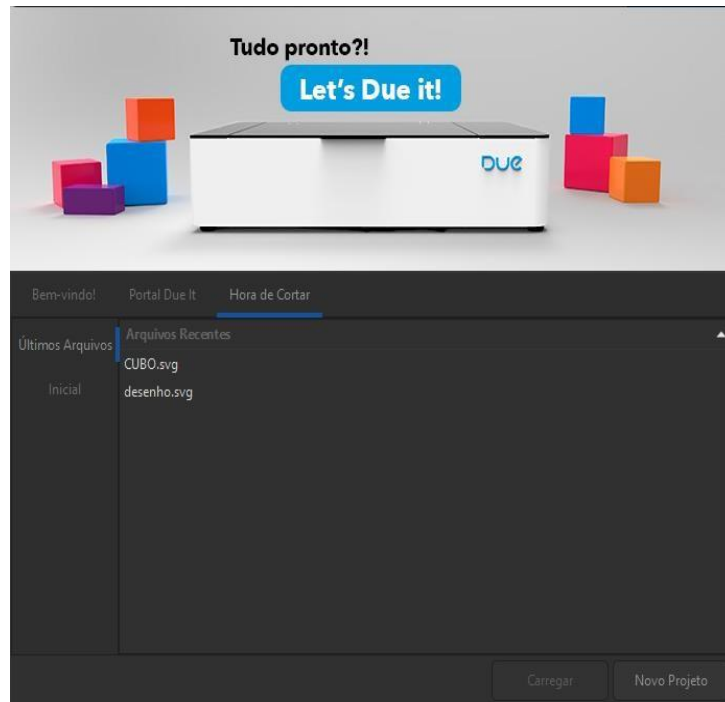 Tudo pronto?!
Let's Due it!
DUE
Bem-vindo! Portal Due It Hora de Cortar
Últimos Arquivos
Inicial
Arquivos Recentes
CUBO.svg
desenho.svg
Carregar Novo Projeto